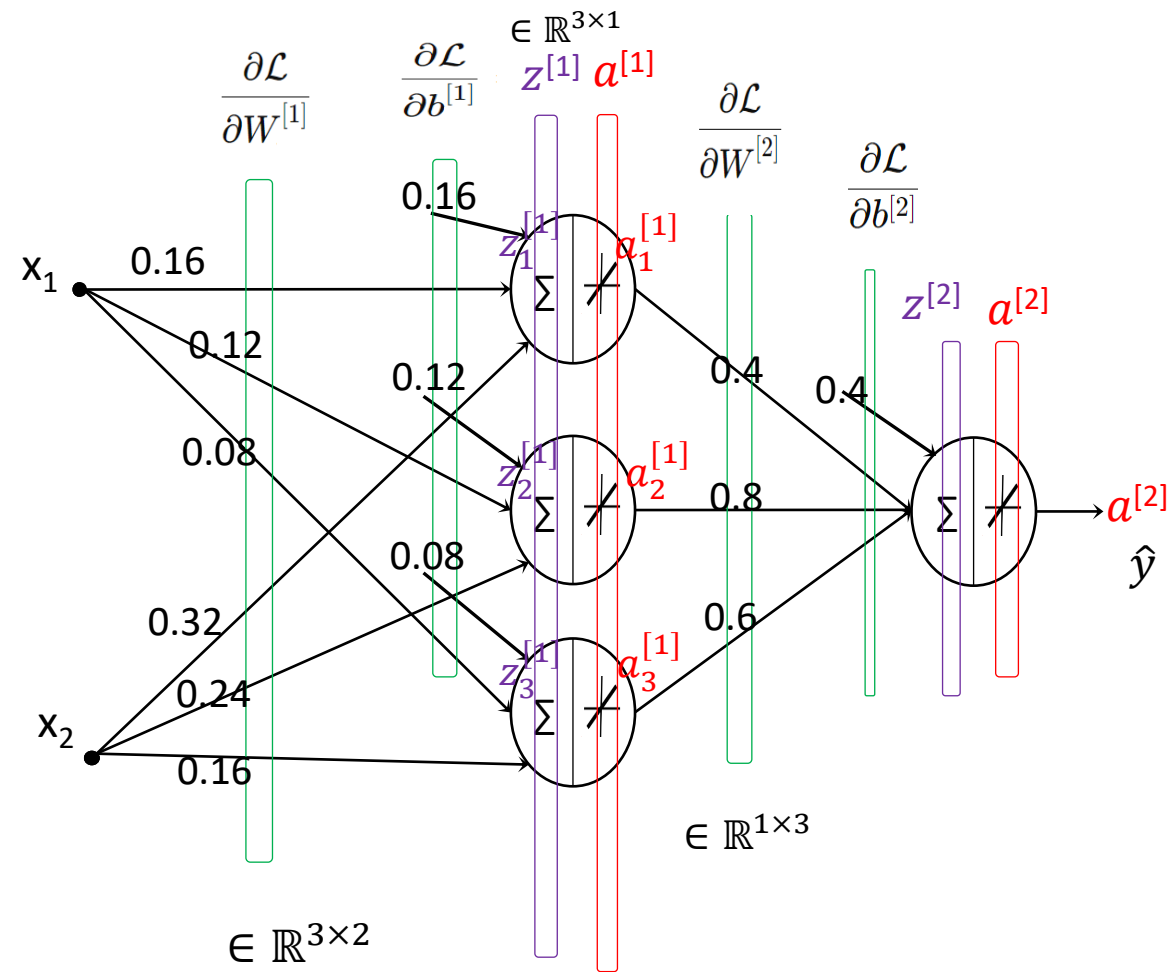 ∈ ℝ^{3×1}
∂ℒ/∂W^{[1]}
∂ℒ/∂b^{[1]}
z^{[1]} a^{[1]}
∂ℒ/∂W^{[2]}
∂ℒ/∂b^{[2]}
0.16
z_1^{[1]} a_1^{[1]}
x_1
0.16
Σ
0.12
z^{[2]} a^{[2]}
0.12
0.4
0.4
0.08
z_2^{[1]} a_2^{[1]}
Σ
0.8
Σ
a^{[2]}
ŷ
0.08
0.32
0.6
z_3^{[1]} a_3^{[1]}
0.24
Σ
x_2
0.16
∈ ℝ^{1×3}
∈ ℝ^{3×2}